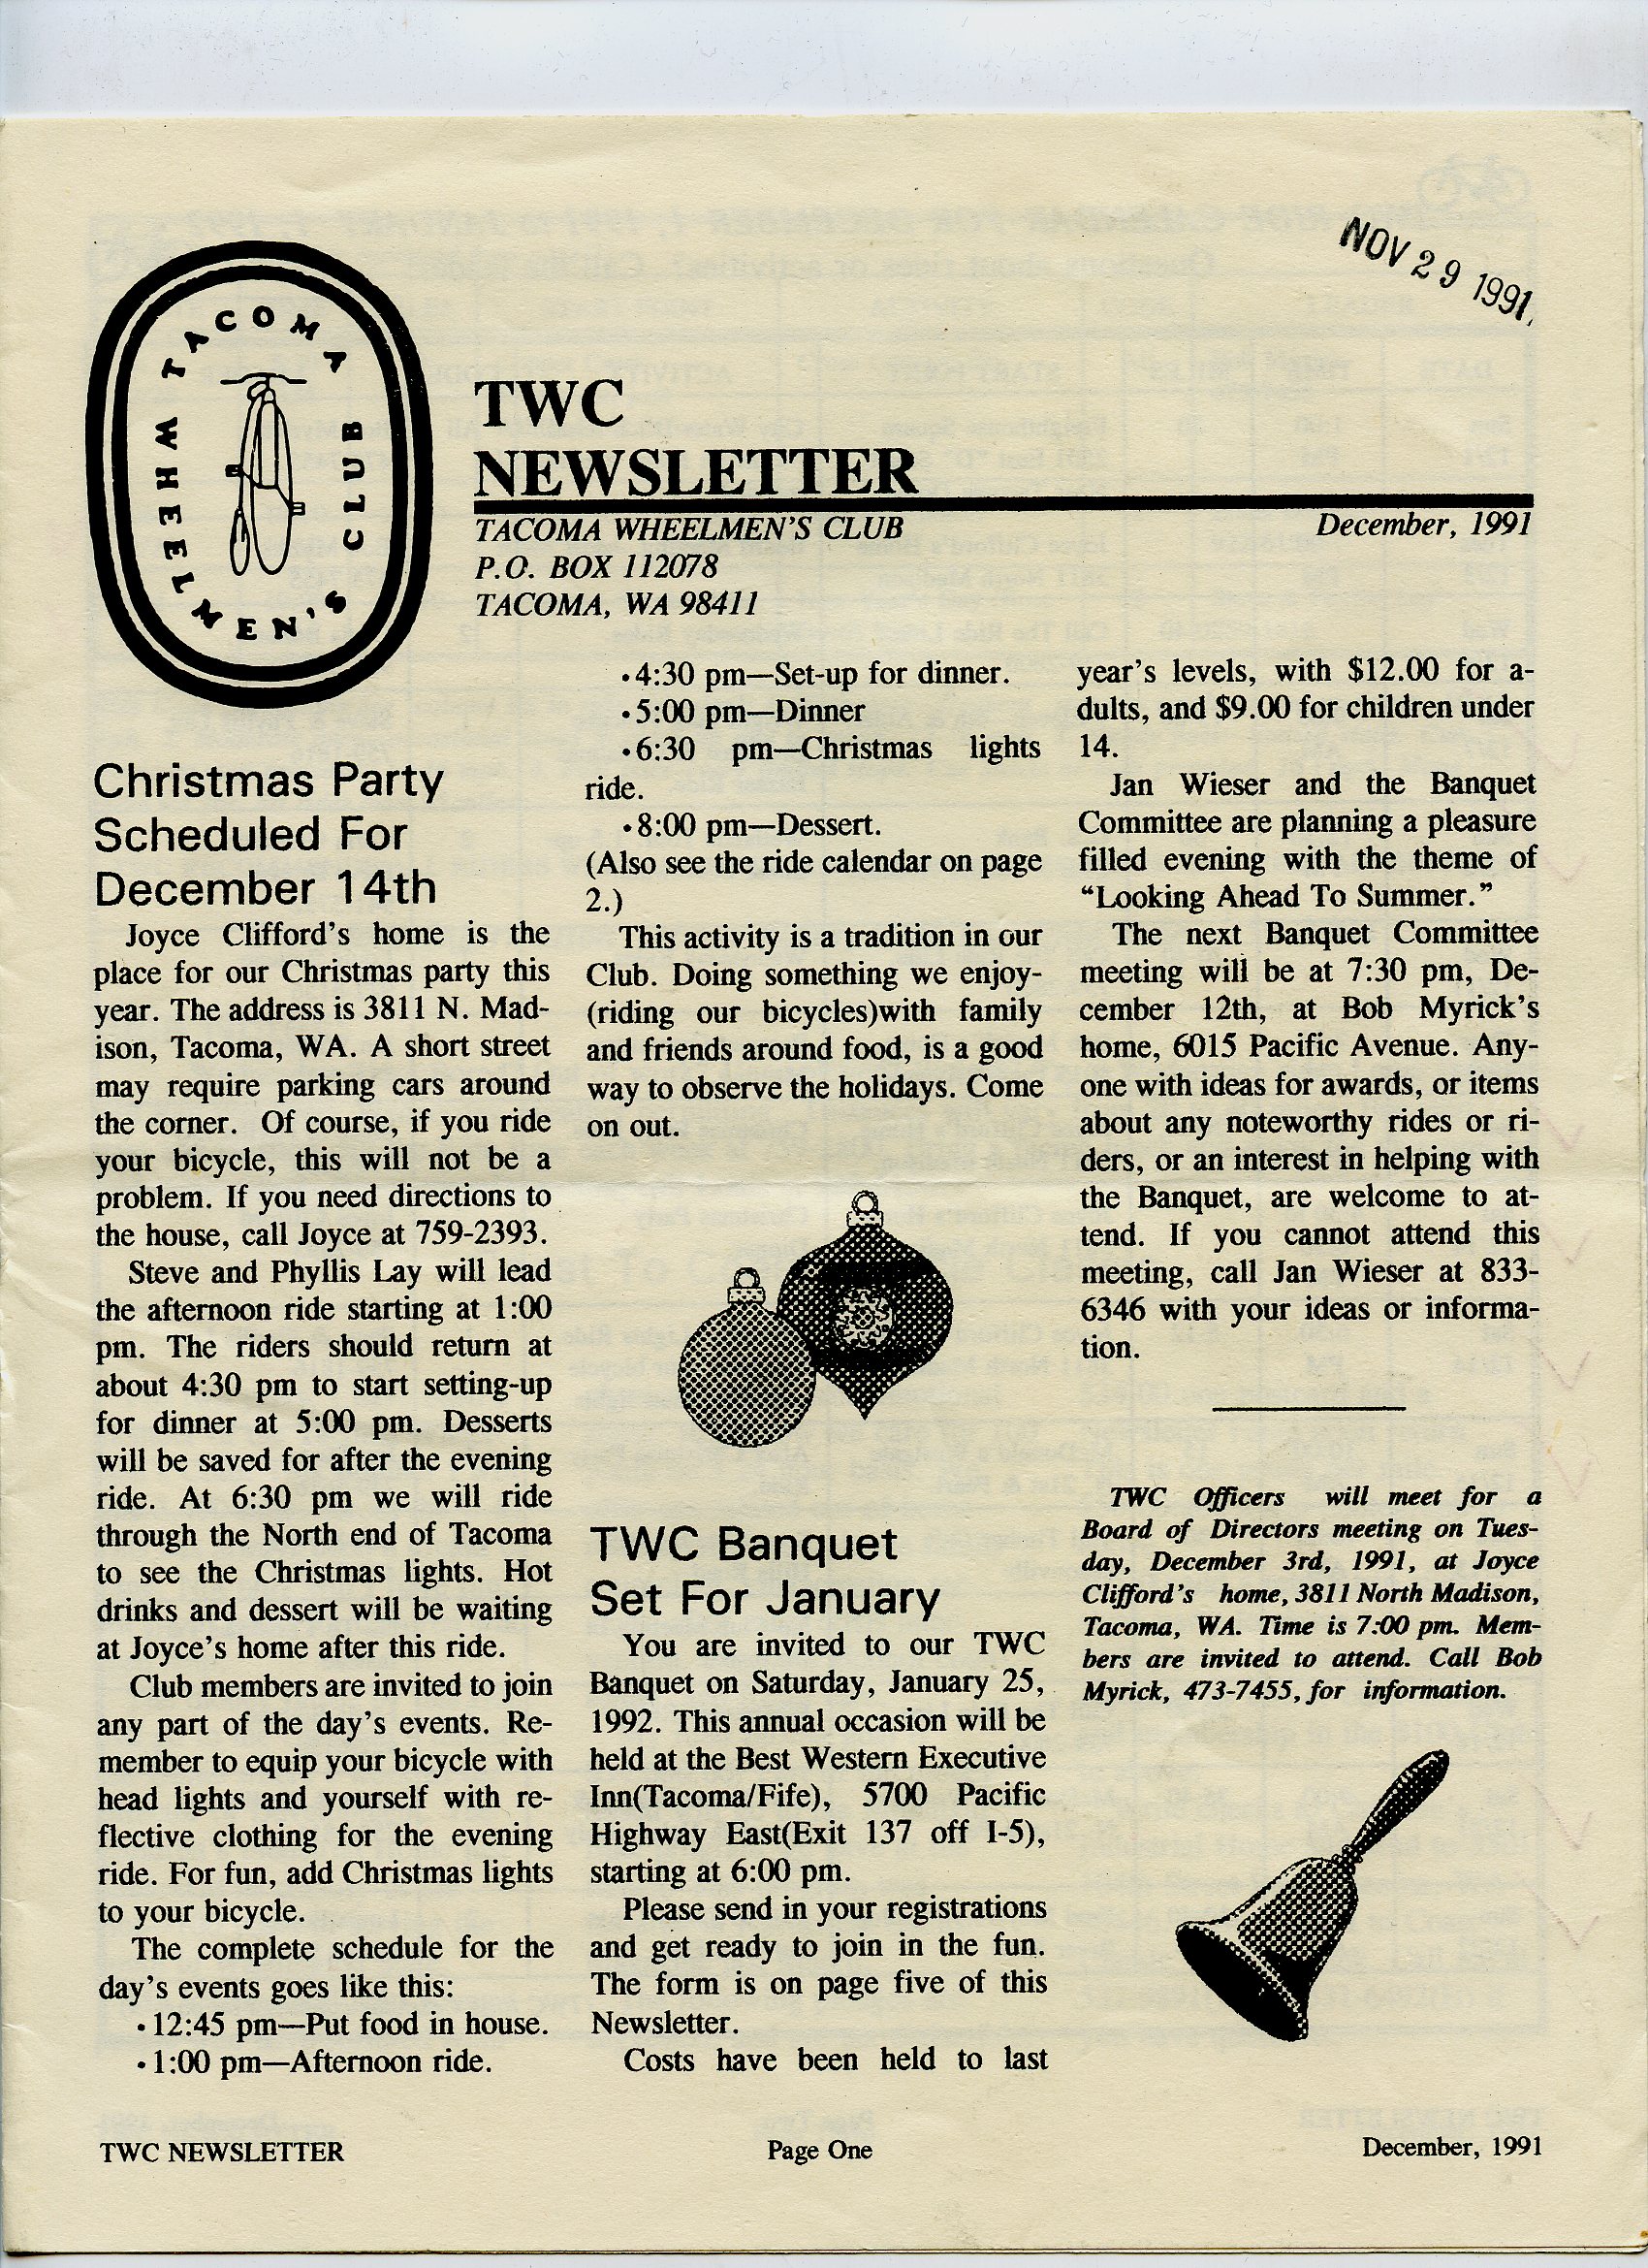 NOV 29 1991
TACOMA WHEELMEN'S CLUB
TWC
NEWSLETTER
TACOMA WHEELMEN'S CLUB
December, 1991
P.O. BOX 112078
TACOMA, WA 98411
Christmas Party
Scheduled For
December 14th
Joyce Clifford's home is the
place for our Christmas party this
year. The address is 3811 N. Mad-
ison, Tacoma, WA. A short street
may require parking cars around
the corner. Of course, if you ride
your bicycle, this will not be a
problem. If you need directions to
the house, call Joyce at 759-2393.
Steve and Phyllis Lay will lead
the afternoon ride starting at 1:00
pm. The riders should return at
about 4:30 pm to start setting-up
for dinner at 5:00 pm. Desserts
will be saved for after the evening
ride. At 6:30 pm we will ride
through the North end of Tacoma
to see the Christmas lights. Hot
drinks and dessert will be waiting
at Joyce's home after this ride.
Club members are invited to join
any part of the day's events. Re-
member to equip your bicycle with
head lights and yourself with re-
flective clothing for the evening
ride. For fun, add Christmas lights
to your bicycle.
The complete schedule for the
day's events goes like this:
•12:45 pm—Put food in house.
•1:00 pm—Afternoon ride.
•4:30 pm—Set-up for dinner.
•5:00 pm—Dinner
•6:30 pm—Christmas lights
ride.
•8:00 pm—Dessert.
(Also see the ride calendar on page
2.)
This activity is a tradition in our
Club. Doing something we enjoy-
(riding our bicycles)with family
and friends around food, is a good
way to observe the holidays. Come
on out.
TWC Banquet
Set For January
You are invited to our TWC
Banquet on Saturday, January 25,
1992. This annual occasion will be
held at the Best Western Executive
Inn(Tacoma/Fife), 5700 Pacific
Highway East(Exit 137 off I-5),
starting at 6:00 pm.
Please send in your registrations
and get ready to join in the fun.
The form is on page five of this
Newsletter.
Costs have been held to last
year's levels, with $12.00 for a-
dults, and $9.00 for children under
14.
Jan Wieser and the Banquet
Committee are planning a pleasure
filled evening with the theme of
“Looking Ahead To Summer.”
The next Banquet Committee
meeting will be at 7:30 pm, De-
cember 12th, at Bob Myrick's
home, 6015 Pacific Avenue. Any-
one with ideas for awards, or items
about any noteworthy rides or ri-
ders, or an interest in helping with
the Banquet, are welcome to at-
tend. If you cannot attend this
meeting, call Jan Wieser at 833-
6346 with your ideas or informa-
tion.
TWC Officers will meet for a
Board of Directors meeting on Tues-
day, December 3rd, 1991, at Joyce
Clifford's home, 3811 North Madison,
Tacoma, WA. Time is 7:00 pm. Mem-
bers are invited to attend. Call Bob
Myrick, 473-7455, for information.
TWC NEWSLETTER
Page One
December, 1991